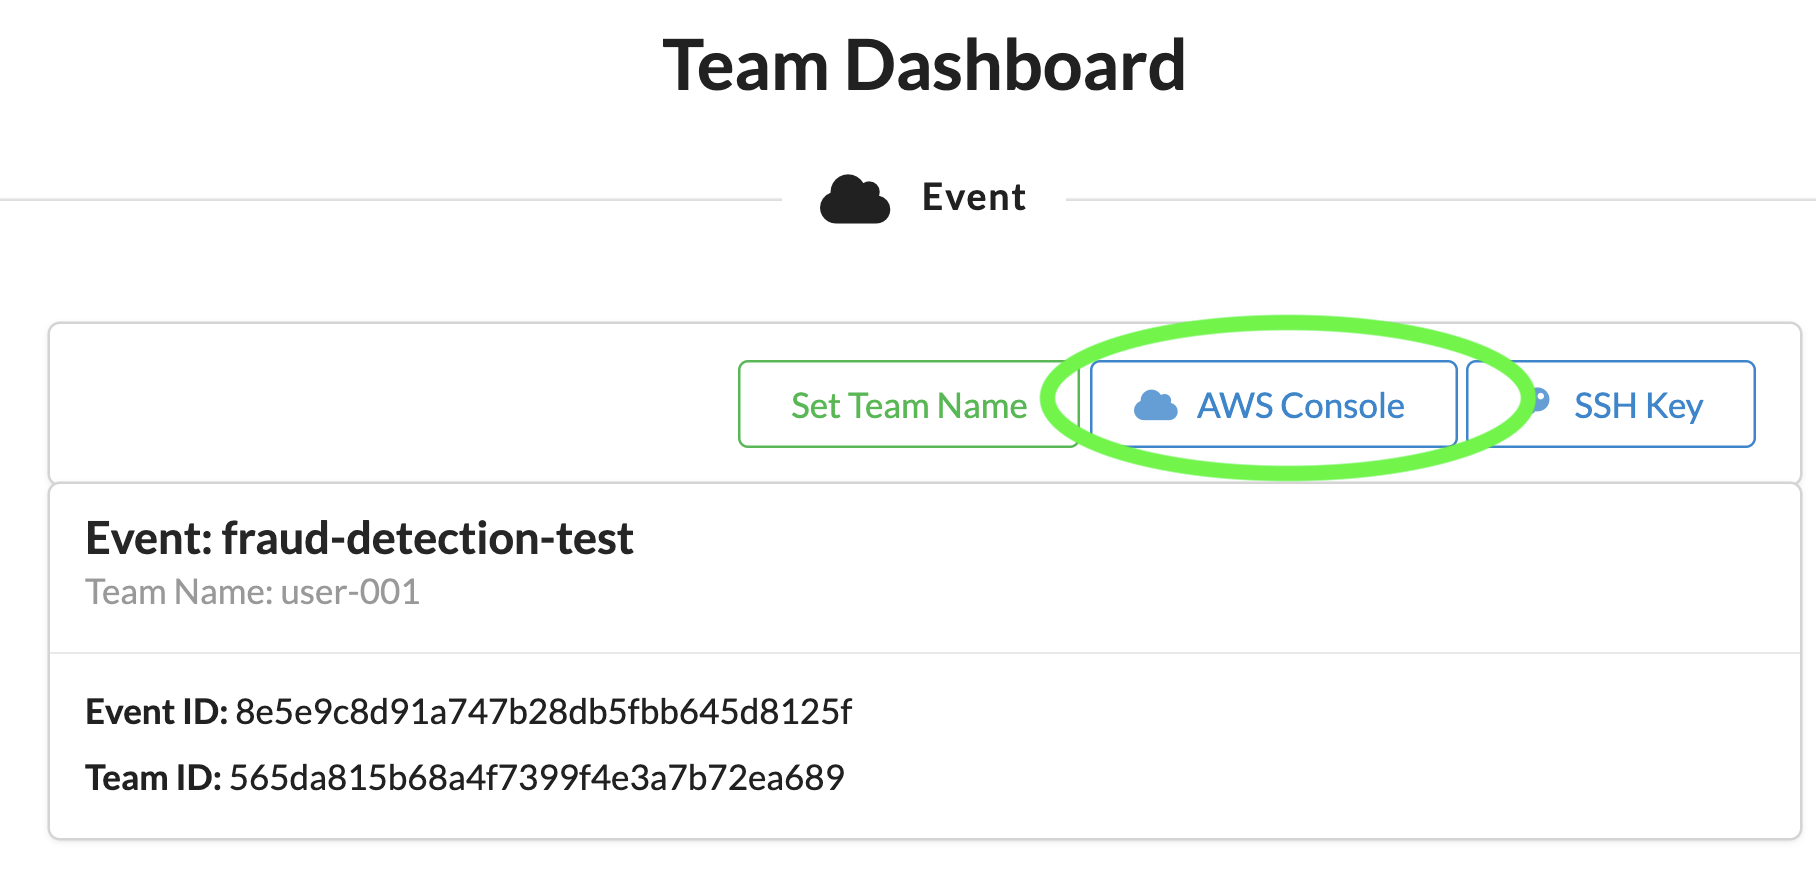 Team Dashboard
Event
Set Team Name
AWS Console
SSH Key
Event: fraud-detection-test
Team Name: user-001
Event ID: 8e5e9c8d91a747b28db5fbb645d8125f
Team ID: 565da815b68a4f7399f4e3a7b72ea689